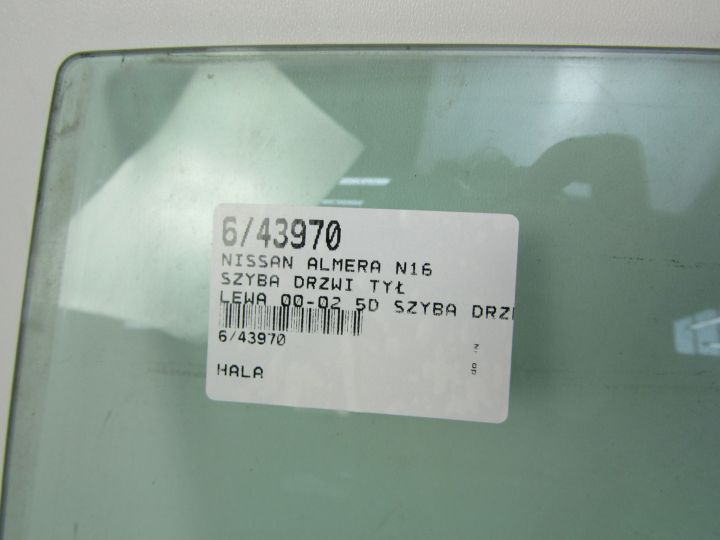 6/43970
NISSAN ALMERA N16
SZYBA DRZWI TYŁ
LEWA 00-02 5D SZYBA DRZ
6/43970
HALA